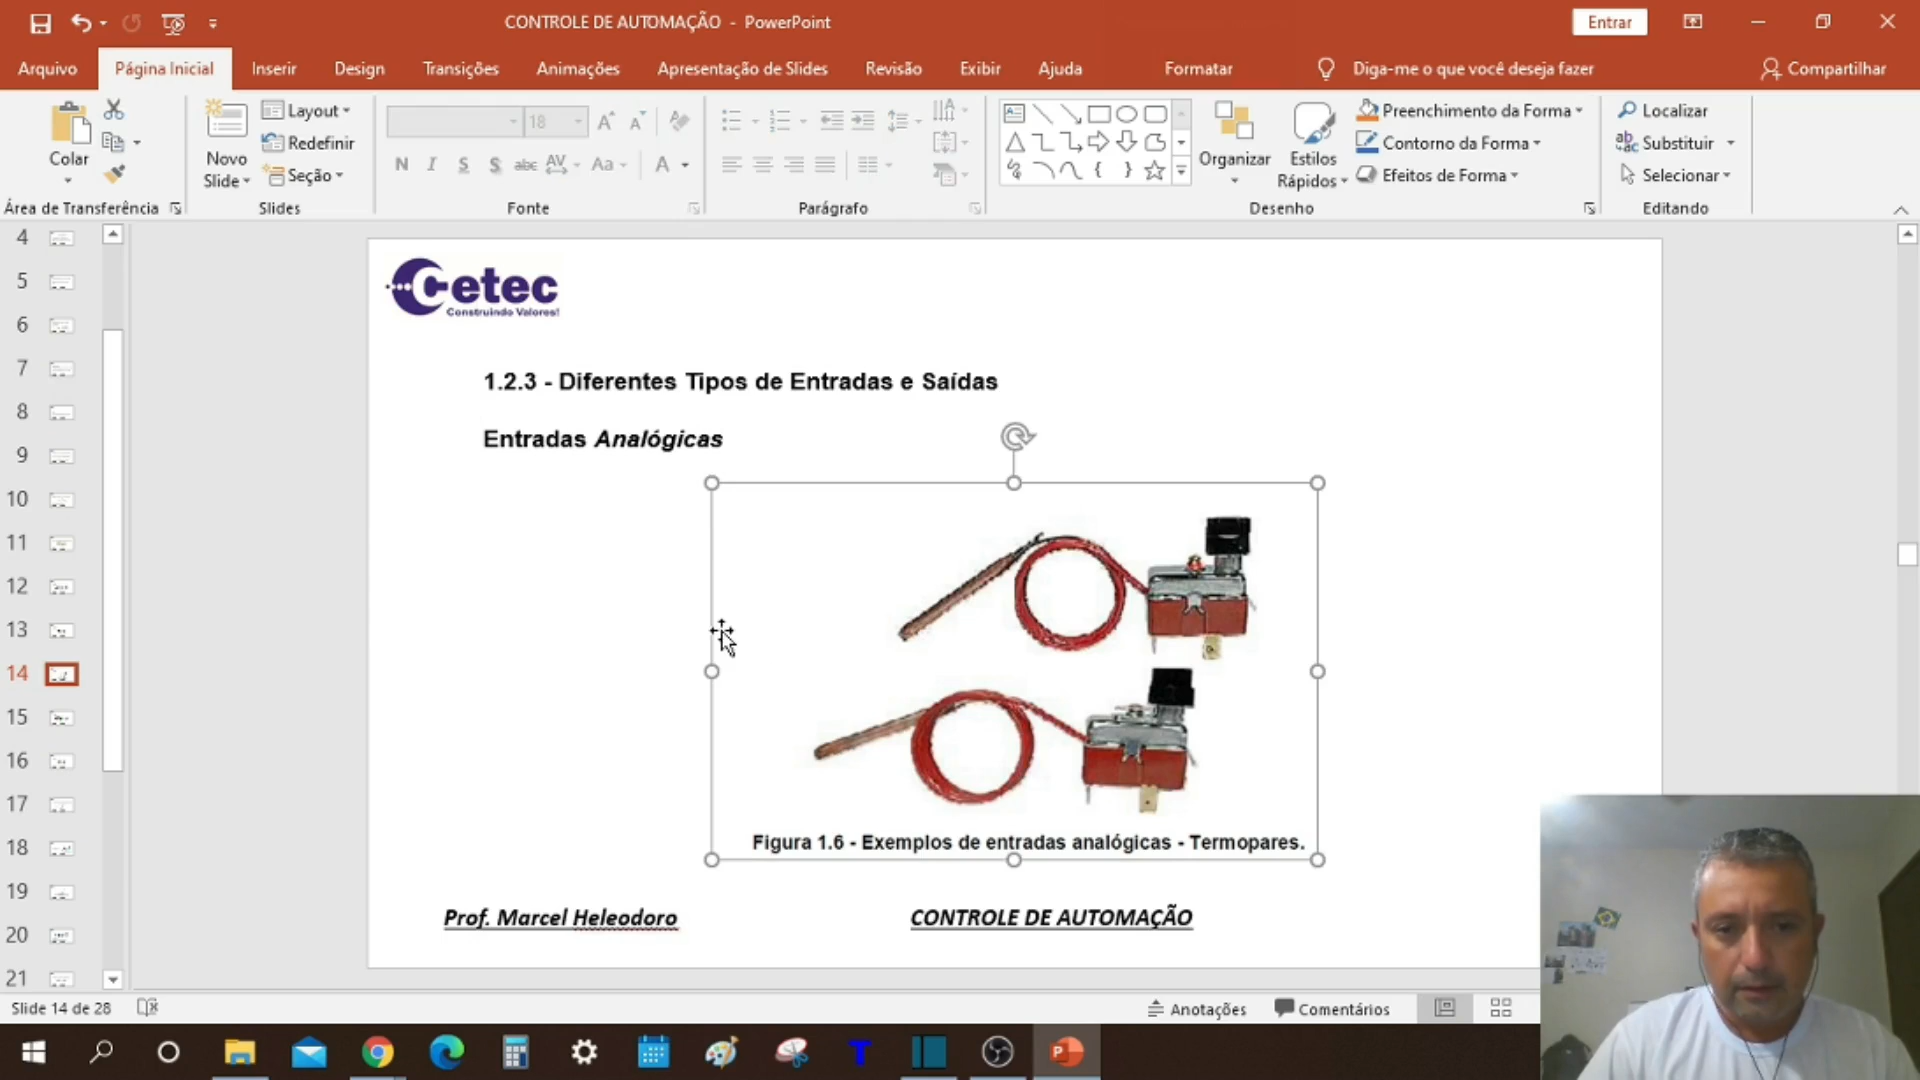 CONTROLE DE AUTOMAÇÃO - PowerPoint
Entrar
Arquivo
Página Inicial
Inserir
Design
Transições
Animações
Apresentação de Slides
Revisão
Exibir
Ajuda
Formatar
Diga-me o que você deseja fazer
Compartilhar
Colar
Novo
Slide
Layout
Redefinir
Seção
18
N I S S abc AV Aa A
Organizar
Estilos
Rápidos
Preenchimento da Forma
Contorno da Forma
Efeitos de Forma
Localizar
Substituir
Selecionar
Área de Transferência
Slides
Fonte
Parágrafo
Desenho
Editando
4
5
6
7
8
9
10
11
12
13
14
15
16
17
18
19
20
21
Cetec
Construindo Valores!
1.2.3 - Diferentes Tipos de Entradas e Saídas
Entradas Analógicas
Figura 1.6 - Exemplos de entradas analógicas - Termopares.
Prof. Marcel Heleodoro
CONTROLE DE AUTOMAÇÃO
Slide 14 de 28
Anotações
Comentários